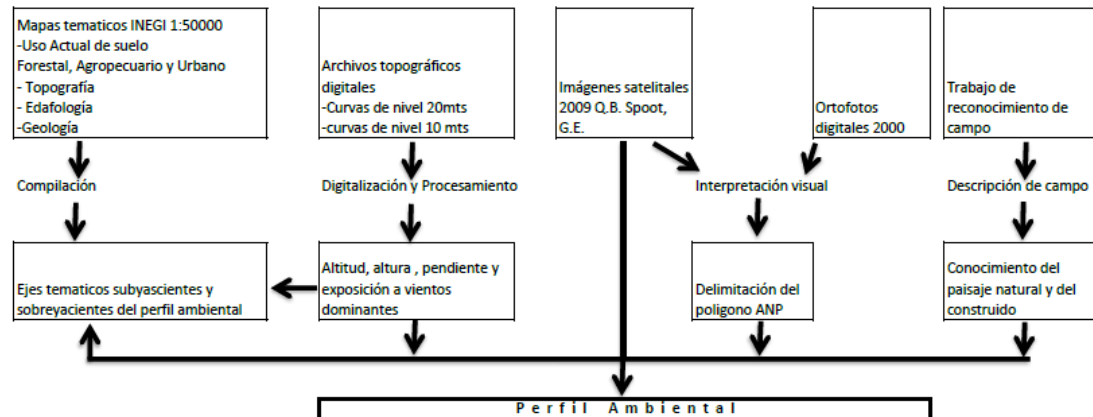 Mapas tematicos INEGI 1:50000
-Uso Actual de suelo
Forestal, Agropecuario y Urbano
- Topografía
- Edafología
-Geología
Archivos topográficos
digitales
-Curvas de nivel 20mts
-curvas de nivel 10 mts
Imágenes satelitales
2009 Q.B. Spoot,
G.E.
Ortofotos
digitales 2000
Trabajo de
reconocimiento de
campo
Compilación
Digitalización y Procesamiento
Interpretación visual
Descripción de campo
Ejes tematicos subyascientes y
sobreyacientes del perfil ambiental
Altitud, altura , pendiente y
exposición a vientos
dominantes
Delimitación del
poligono ANP
Conocimiento del
paisaje natural y del
construido
Perfil Ambiental